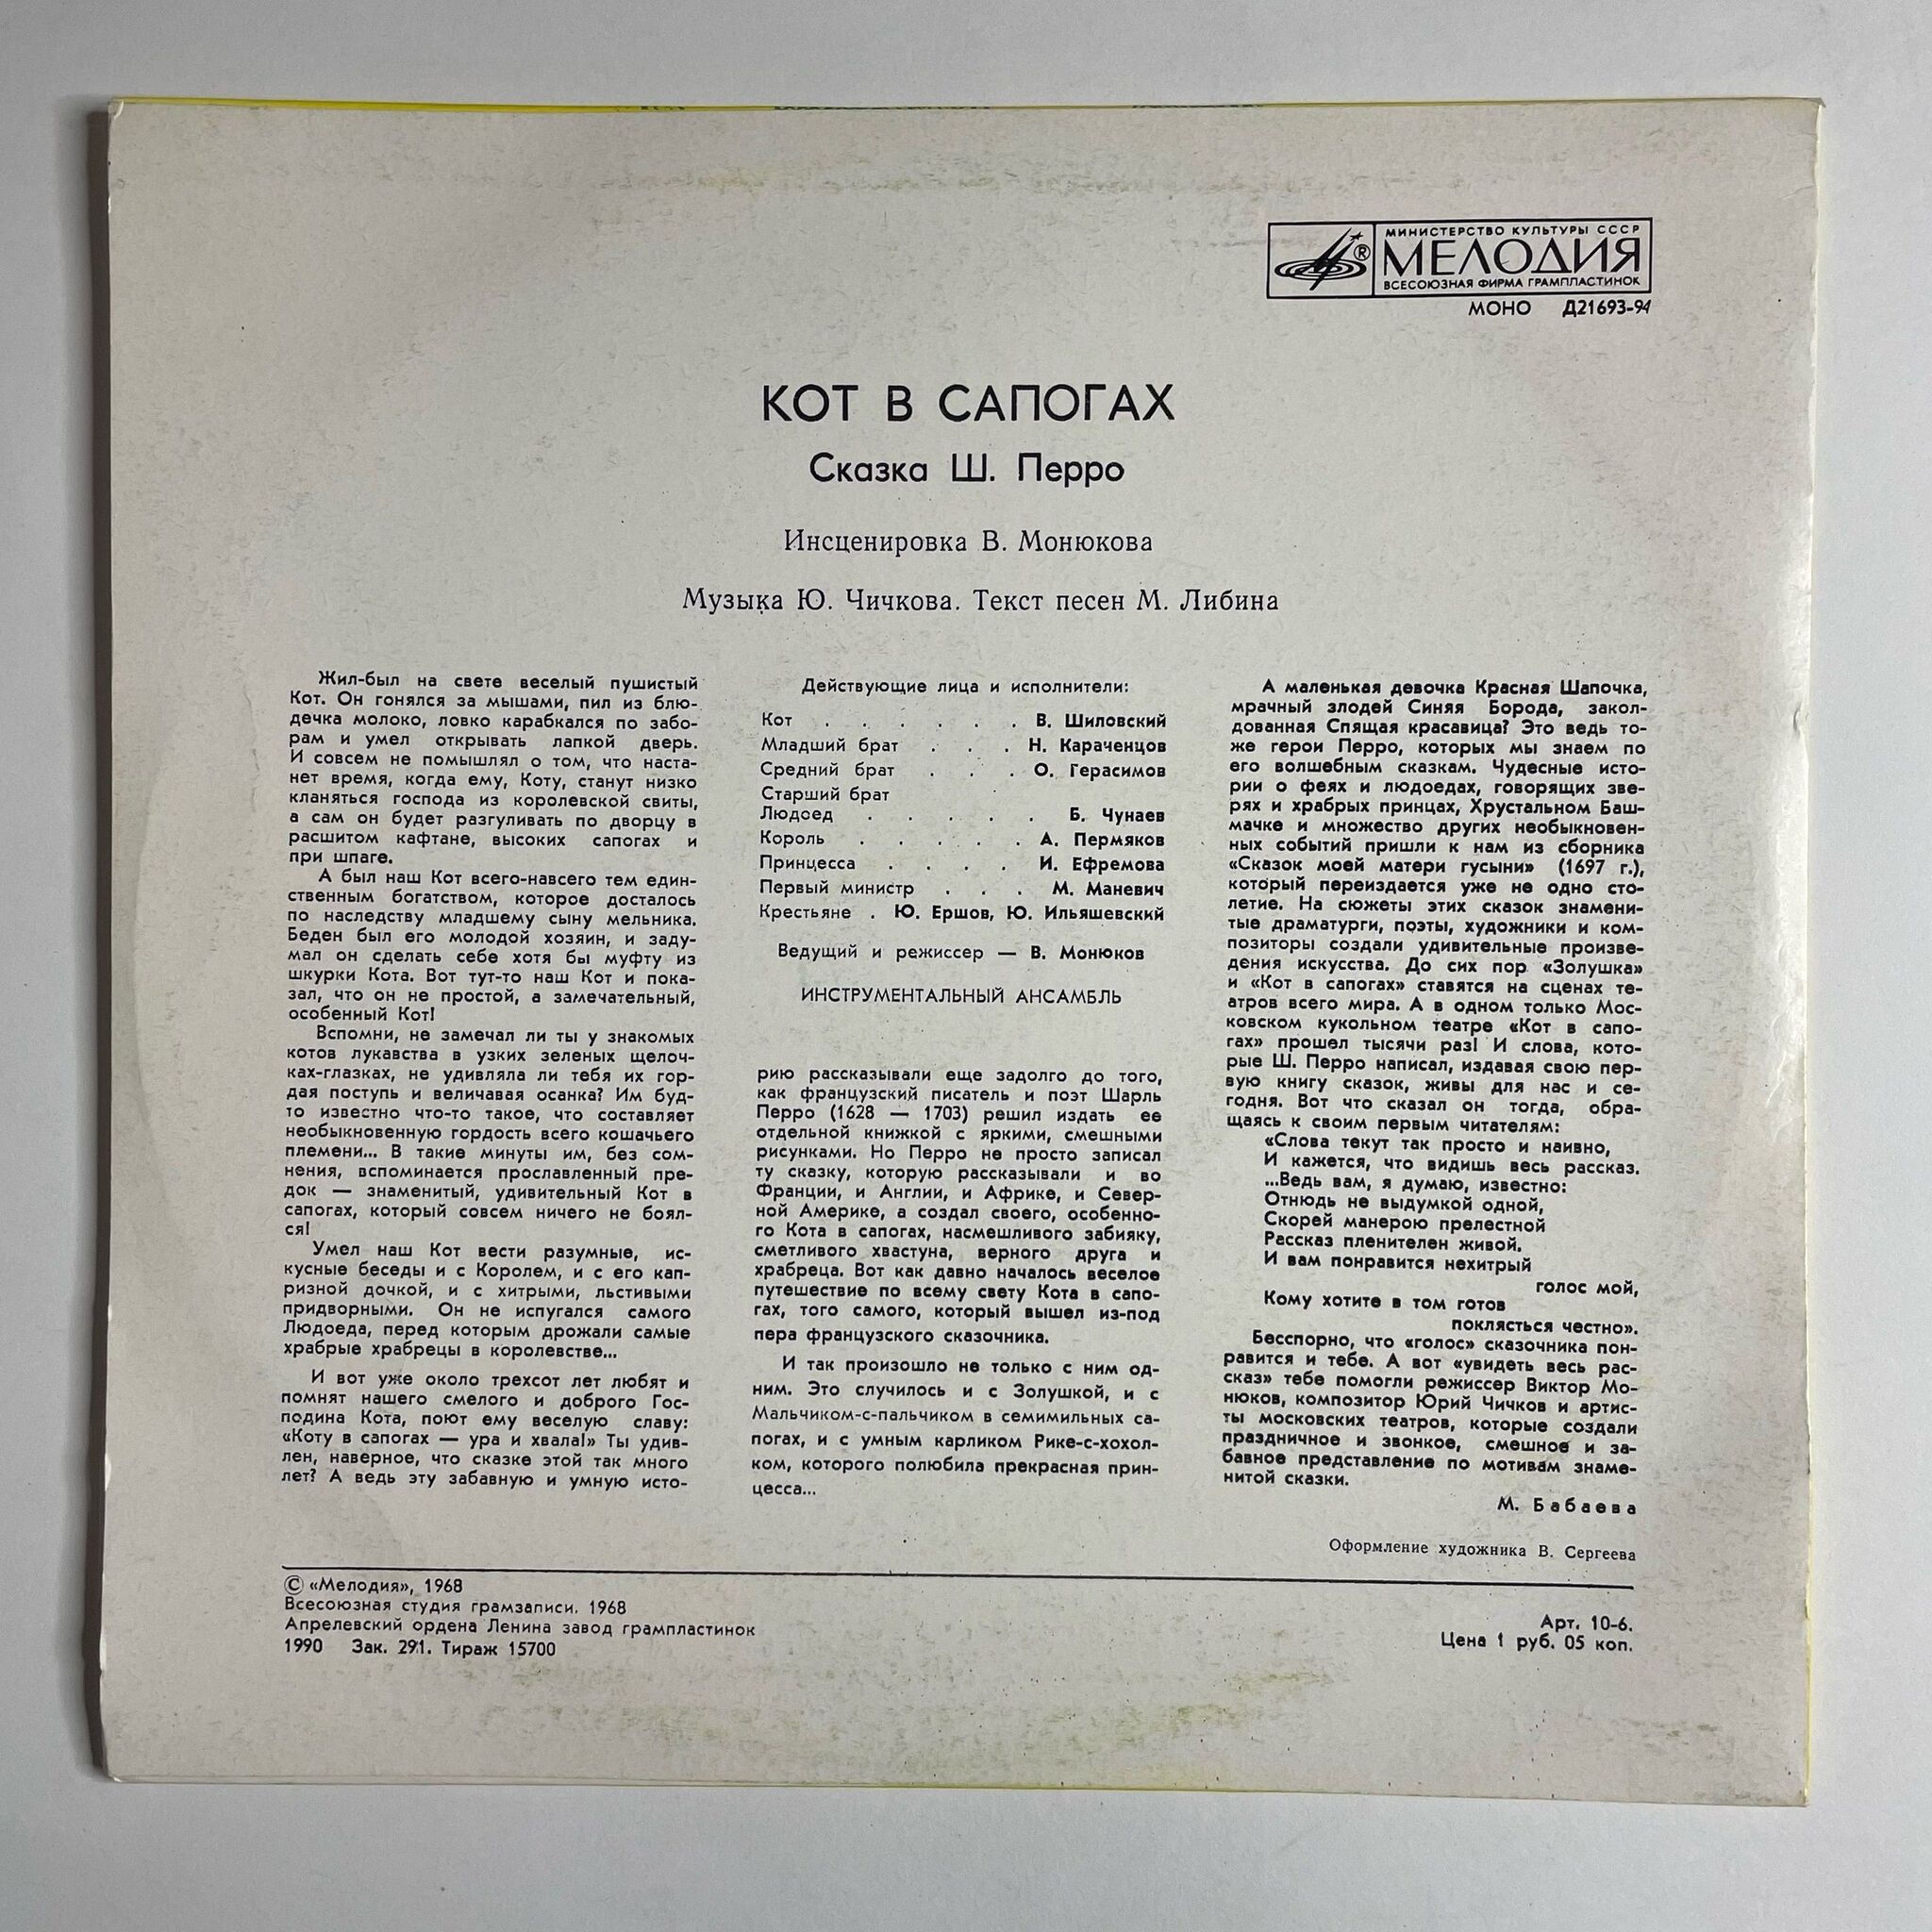 МИНИСТЕРСТВО КУЛЬТУРЫ СССР
МЕЛОДИЯ
ВСЕСОЮЗНАЯ ФИРМА ГРАМПЛАСТИНОК
МОНО Д21693-94
КОТ В САПОГАХ
Сказка Ш. Перро
Инсценировка В. Монюкова
Музыка Ю. Чичкова. Текст песен М. Либина
Жил-был на свете веселый пушистый
Кот. Он гонялся за мышами, пил из блю-
дечка молоко, ловко карабкался по забо-
рам и умел открывать лапкой дверь.
И совсем не помышлял о том, что наста-
нет время, когда ему, Коту, станут низко
кланяться господа из королевской свиты,
а сам он будет разгуливать по дворцу в
расшитом кафтане, высоких сапогах и
при шпаге.
А был наш Кот всего-навсего тем един-
ственным богатством, которое досталось
по наследству младшему сыну мельника.
Беден был его молодой хозяин, и заду-
мал он сделать себе хотя бы муфту из
шкурки Кота. Вот тут-то наш Кот и пока-
зал, что он не простой, а замечательный,
особенный Кот!
Вспомни, не замечал ли ты у знакомых
котов лукавства в узких зеленых щелоч-
ках-глазках, не удивляла ли тебя их гор-
дая поступь и величавая осанка? Им буд-
то известно что-то такое, что составляет
необыкновенную гордость всего кошачьего
племени... В такие минуты им, без сом-
нения, вспоминается прославленный пре-
док — знаменитый, удивительный Кот в
сапогах, который совсем ничего не боял-
ся!
Умел наш Кот вести разумные, ис-
кусные беседы и с Королем, и с его кап-
ризной дочкой, и с хитрыми, льстивыми
придворными. Он не испугался самого
Людоеда, перед которым дрожали самые
храбрые храбрецы в королевстве...
И вот уже около трехсот лет любят и
помнят нашего смелого и доброго Гос-
подина Кота, поют ему веселую славу:
«Коту в сапогах — ура и хвала!» Ты удив-
лен, наверное, что сказке этой так много
лет? А ведь эту забавную и умную исто-
Действующие лица и исполнители:
Кот . . . . . . В. Шиловский
Младший брат . . . Н. Караченцов
Средний брат . . . О. Герасимов
Старший брат
Людоед . . . . . Б. Чунаев
Король . . . . . А. Пермяков
Принцесса . . . . И. Ефремова
Первый министр . . . М. Маневич
Крестьяне . Ю. Ершов, Ю. Ильяшевский
Ведущий и режиссер — В. Монюков
ИНСТРУМЕНТАЛЬНЫЙ АНСАМБЛЬ
рию рассказывали еще задолго до того,
как французский писатель и поэт Шарль
Перро (1628 — 1703) решил издать ее
отдельной книжкой с яркими, смешными
рисунками. Но Перро не просто записал
ту сказку, которую рассказывали и во
Франции, и Англии, и Африке, и Север-
ной Америке, а создал своего, особенно-
го Кота в сапогах, насмешливого забияку,
сметливого хвастуна, верного друга и
храбреца. Вот как давно началось веселое
путешествие по всему свету Кота в сапо-
гах, того самого, который вышел из-под
пера французского сказочника.
И так произошло не только с ним од-
ним. Это случилось и с Золушкой, и с
Мальчиком-с-пальчиком в семимильных са-
погах, и с умным карликом Рике-с-хохол-
ком, которого полюбила прекрасная прин-
цесса...
А маленькая девочка Красная Шапочка,
мрачный злодей Синяя Борода, закол-
дованная Спящая красавица? Это ведь то-
же герои Перро, которых мы знаем по
его волшебным сказкам. Чудесные исто-
рии о феях и людоедах, говорящих зве-
рях и храбрых принцах, Хрустальном Баш-
мачке и множество других необыкновен-
ных событий пришли к нам из сборника
«Сказок моей матери гусыни» (1697 г.),
который переиздается уже не одно сто-
летие. На сюжеты этих сказок знамени-
тые драматурги, поэты, художники и ком-
позиторы создали удивительные произве-
дения искусства. До сих пор «Золушка»
и «Кот в сапогах» ставятся на сценах те-
атров всего мира. А в одном только Мос-
ковском кукольном театре «Кот в сапо-
гах» прошел тысячи раз! И слова, кото-
рые Ш. Перро написал, издавая свою пер-
вую книгу сказок, живы для нас и се-
годня. Вот что сказал он тогда, обра-
щаясь к своим первым читателям:
«Слова текут так просто и наивно,
И кажется, что видишь весь рассказ.
...Ведь вам, я думаю, известно:
Отнюдь не выдумкой одной,
Скорей манерою прелестной
Рассказ пленителен живой.
И вам понравится нехитрый
голос мой,
Кому хотите в том готов
поклясться честно».
Бесспорно, что «голос» сказочника пон-
равится и тебе. А вот «увидеть весь рас-
сказ» тебе помогли режиссер Виктор Мо-
нюков, композитор Юрий Чичков и артис-
ты московских театров, которые создали
праздничное и звонкое, смешное и за-
бавное представление по мотивам знаме-
нитой сказки.
М. Бабаева
Оформление художника В. Сергеева
© «Мелодия», 1968
Всесоюзная студия грамзаписи. 1968
Апрелевский ордена Ленина завод грампластинок
1990 Зак. 291. Тираж 15700
Арт. 10-6.
Цена 1 руб. 05 коп.